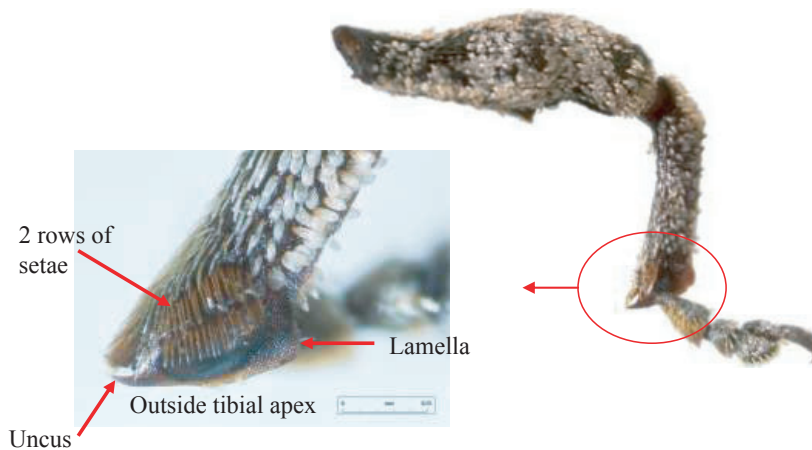 2 rows of
setae
Lamella
Outside tibial apex
Uncus